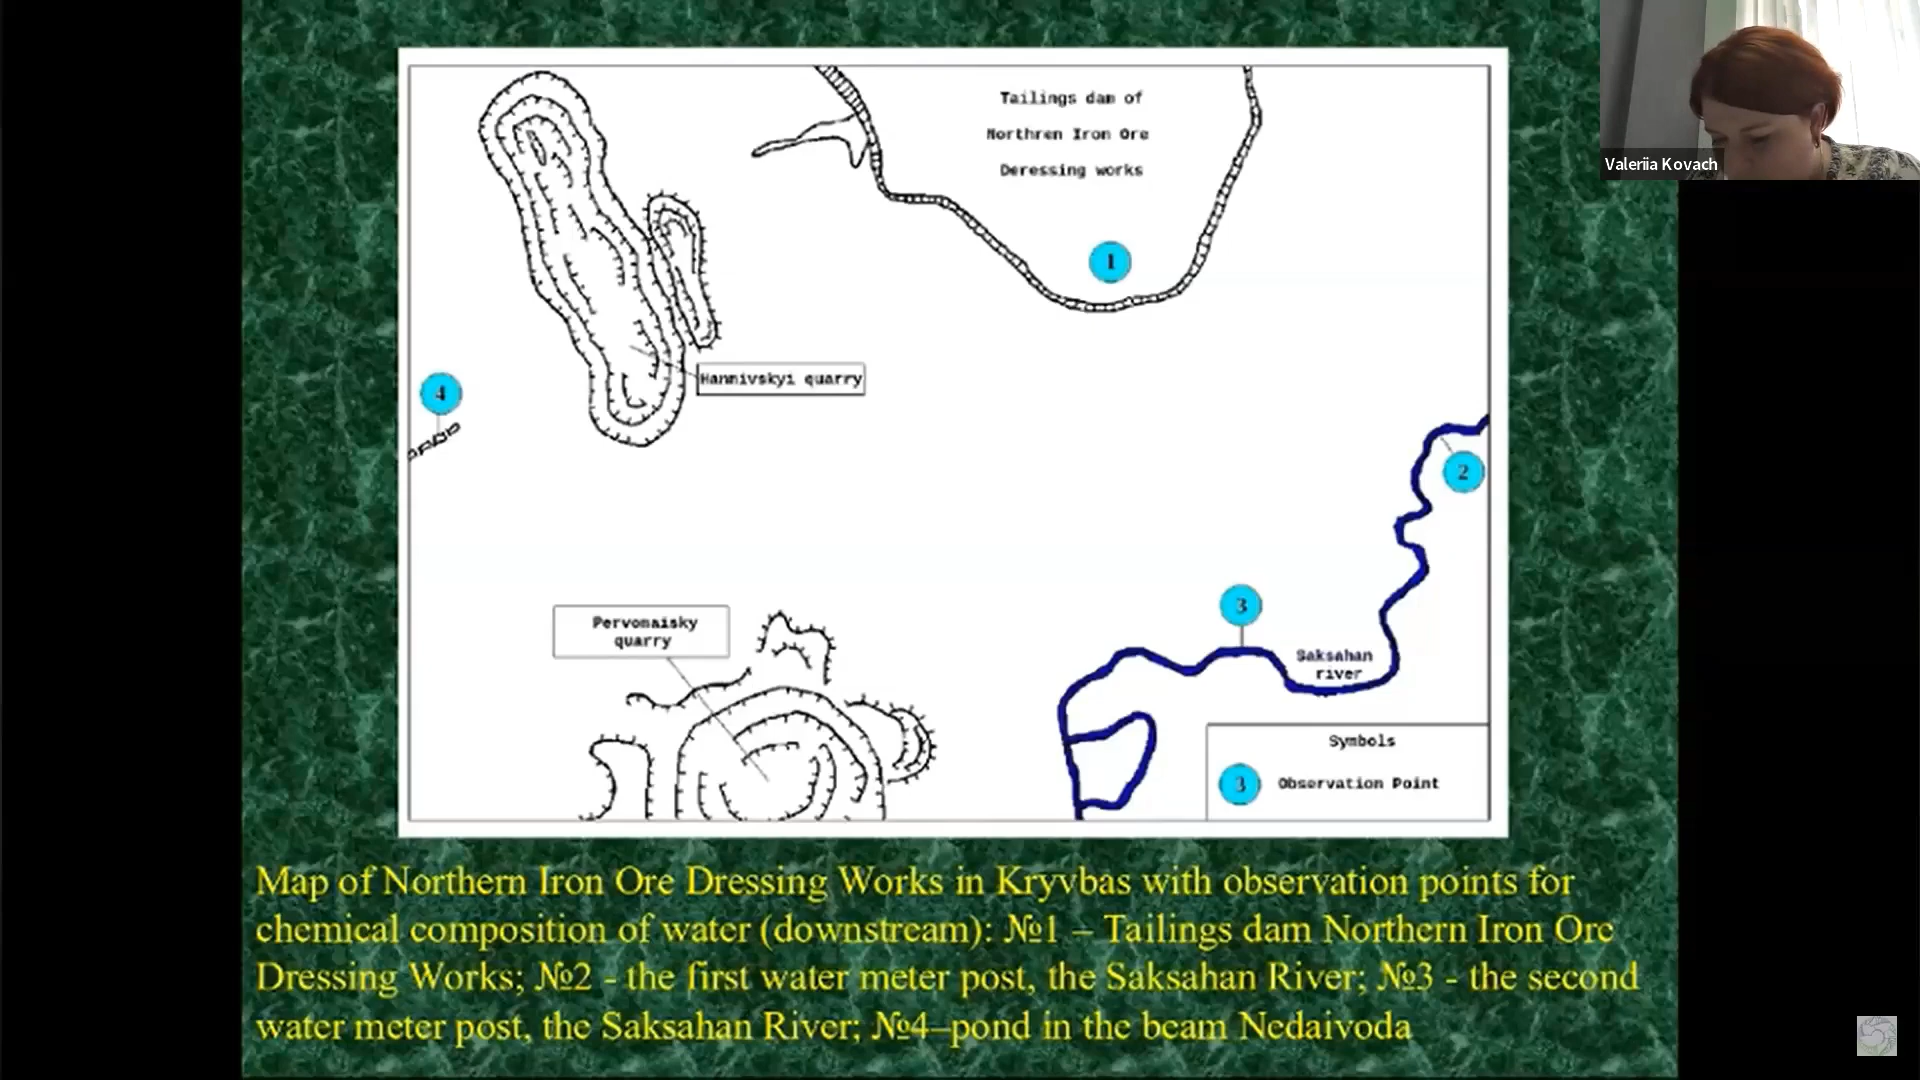 Tailings dam of
Northren Iron Ore
Deressing works
Valeriia Kovach
1
Hannivskyi quarry
4
2
3
Pervomaisky
quarry
Saksahan
river
Symbols
3 Observation Point
Map of Northern Iron Ore Dressing Works in Kryvbas with observation points for
chemical composition of water (downstream): №1 – Tailings dam Northern Iron Ore
Dressing Works; №2 - the first water meter post, the Saksahan River; №3 - the second
water meter post, the Saksahan River; №4–pond in the beam Nedaivoda